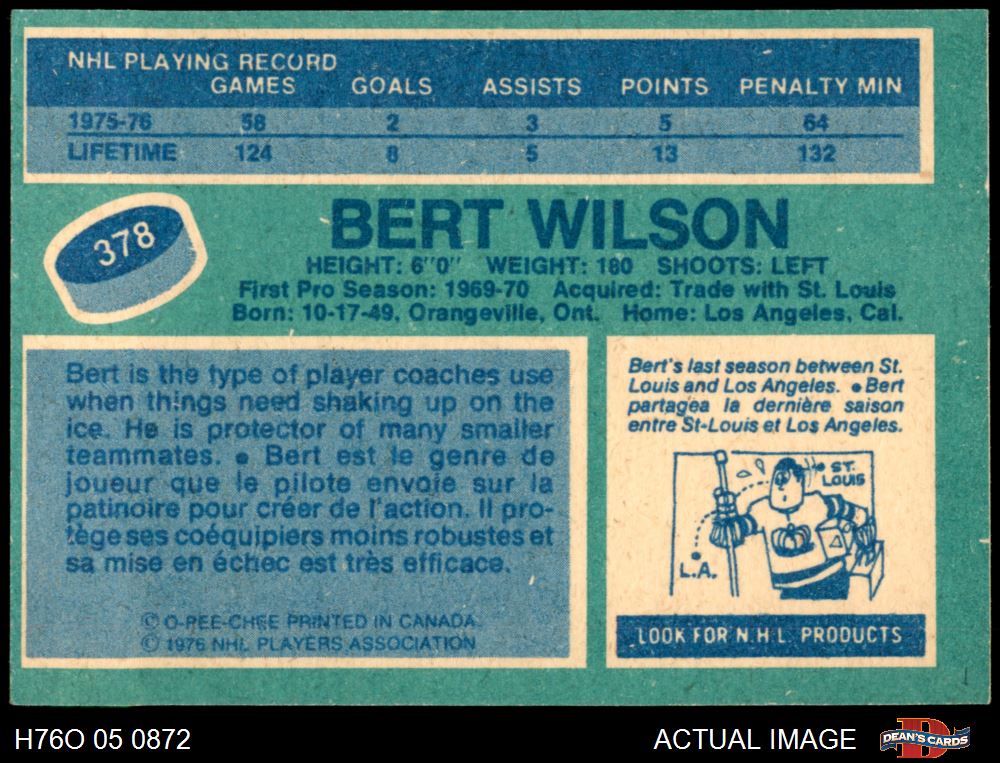 NHL PLAYING RECORD
GAMES GOALS ASSISTS POINTS PENALTY MIN
1975-76 58 2 3 5 64
LIFETIME 124 8 5 13 132
378
BERT WILSON
HEIGHT: 6"0" WEIGHT: 180 SHOOTS: LEFT
First Pro Season: 1969-70 Acquired: Trade with St. Louis
Born: 10-17-49, Orangeville, Ont. Home: Los Angeles, Cal.
Bert is the type of player coaches use
when things need shaking up on the
ice. He is protector of many smaller
teammates. ● Bert est le genre de
joueur que le pilote envoie sur la
patinoire pour créer de l'action. Il pro-
tège ses coéquipiers moins robustes et
sa mise en échec est très efficace.
© O-PEE-CHEE PRINTED IN CANADA.
© 1976 NHL PLAYERS ASSOCIATION
Bert's last season between St.
Louis and Los Angeles. ● Bert
partagea la dernière saison
entre St-Louis et Los Angeles.
ST.
LOUIS
L.A.
LOOK FOR N.H.L. PRODUCTS
H76O 05 0872
ACTUAL IMAGE
D
DEAN'S CARDS